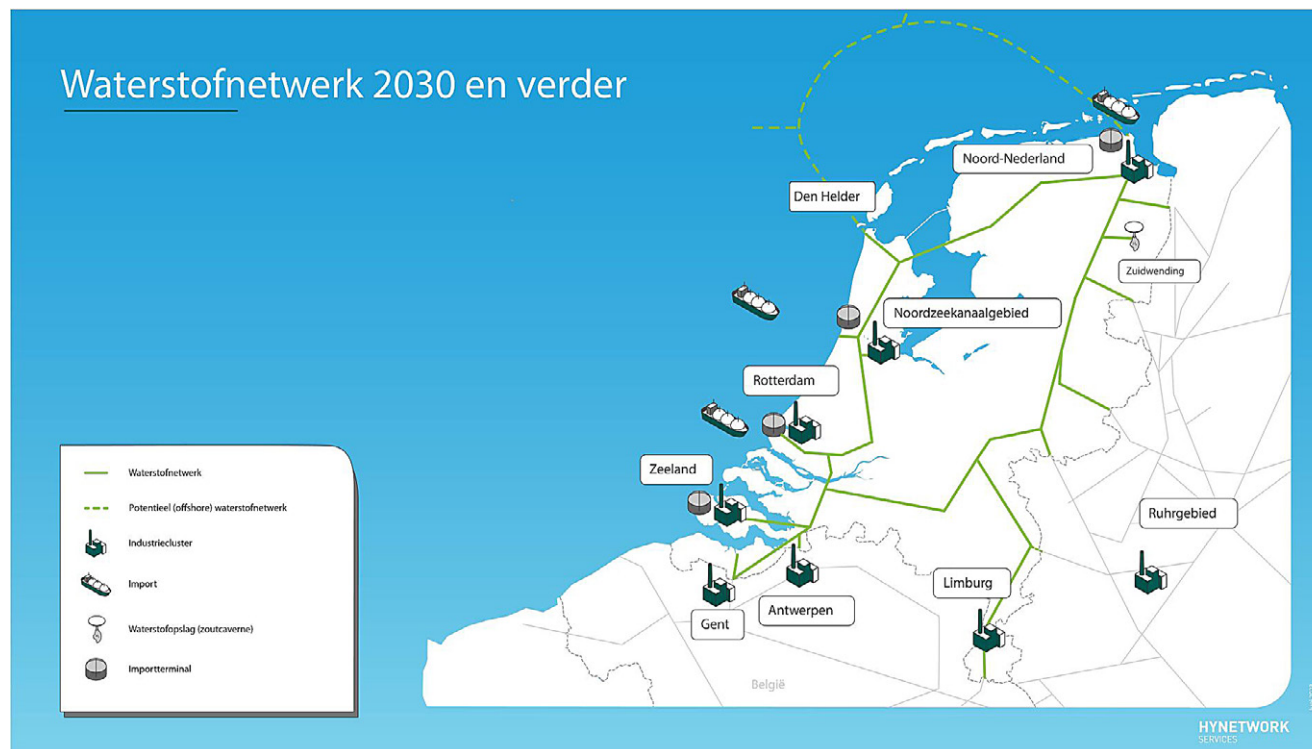 Waterstofnetwerk 2030 en verder
Noord-Nederland
Den Helder
Zuidwending
Noordzeekanaalgebied
Rotterdam
Zeeland
Ruhrgebied
Limburg
Antwerpen
Gent
België
Waterstofnetwerk
Potentieel (offshore) waterstofnetwerk
Industriecluster
Import
Waterstofopslag (zoutcaverne)
Importterminal
HYNETWORK
SERVICES